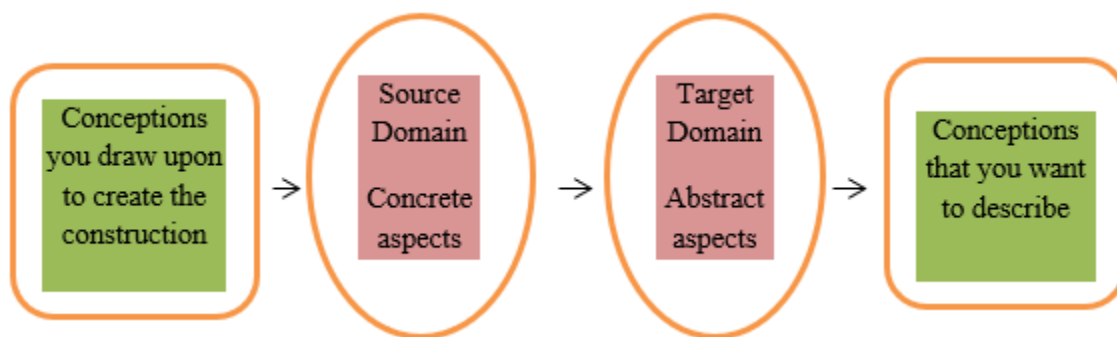 Conceptions
you draw upon
to create the
construction
Source
Domain
Concrete
aspects
Target
Domain
Abstract
aspects
Conceptions
that you want
to describe